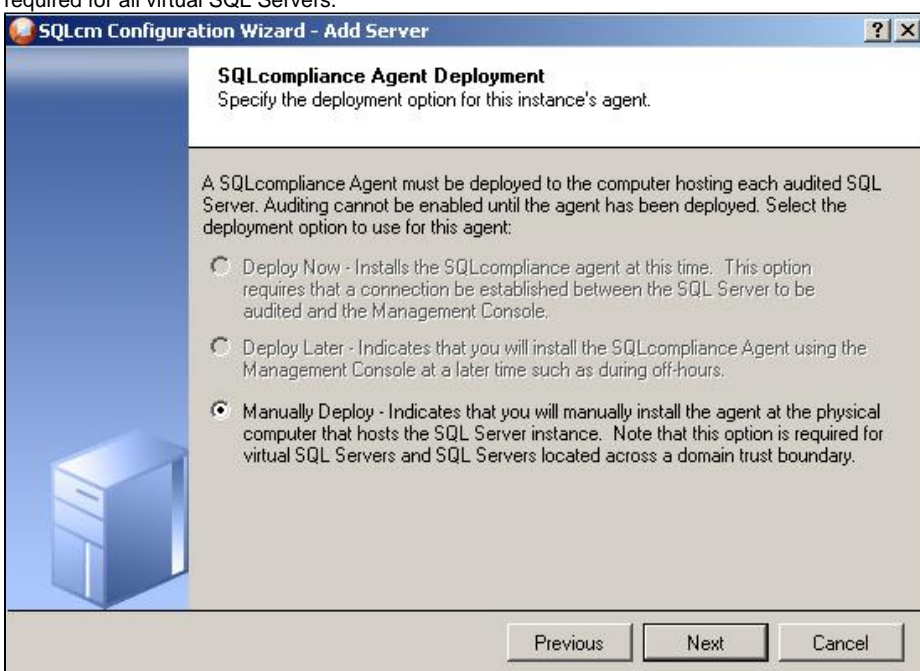 required for all virtual SQL Servers.
SQLcm Configuration Wizard - Add Server
SQLcompliance Agent Deployment
Specify the deployment option for this instance's agent.
A SQLcompliance Agent must be deployed to the computer hosting each audited SQL
Server. Auditing cannot be enabled until the agent has been deployed. Select the
deployment option to use for this agent:
Deploy Now - Installs the SQLcompliance agent at this time. This option
requires that a connection be established between the SQL Server to be
audited and the Management Console.
Deploy Later - Indicates that you will install the SQLcompliance Agent using the
Management Console at a later time such as during off-hours.
Manually Deploy - Indicates that you will manually install the agent at the physical
computer that hosts the SQL Server instance. Note that this option is required for
virtual SQL Servers and SQL Servers located across a domain trust boundary.
Previous Next Cancel